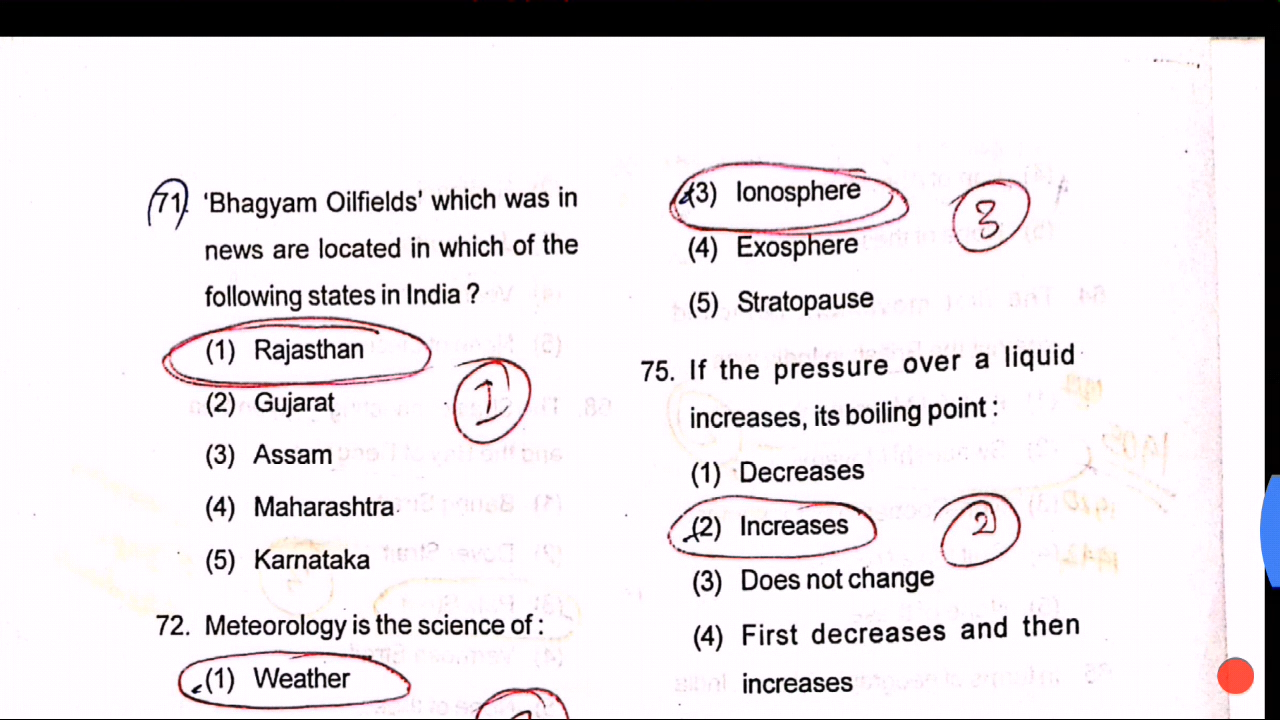 71. 'Bhagyam Oilfields' which was in
news are located in which of the
following states in India ?
(1) Rajasthan
(2) Gujarat
(3) Assam
(4) Maharashtra
(5) Karnataka
1
72. Meteorology is the science of :
(1) Weather
(3) Ionosphere
(4) Exosphere
(5) Stratopause
3
75. If the pressure over a liquid
increases, its boiling point :
(1) Decreases
(2) Increases
(3) Does not change
(4) First decreases and then
increases
2